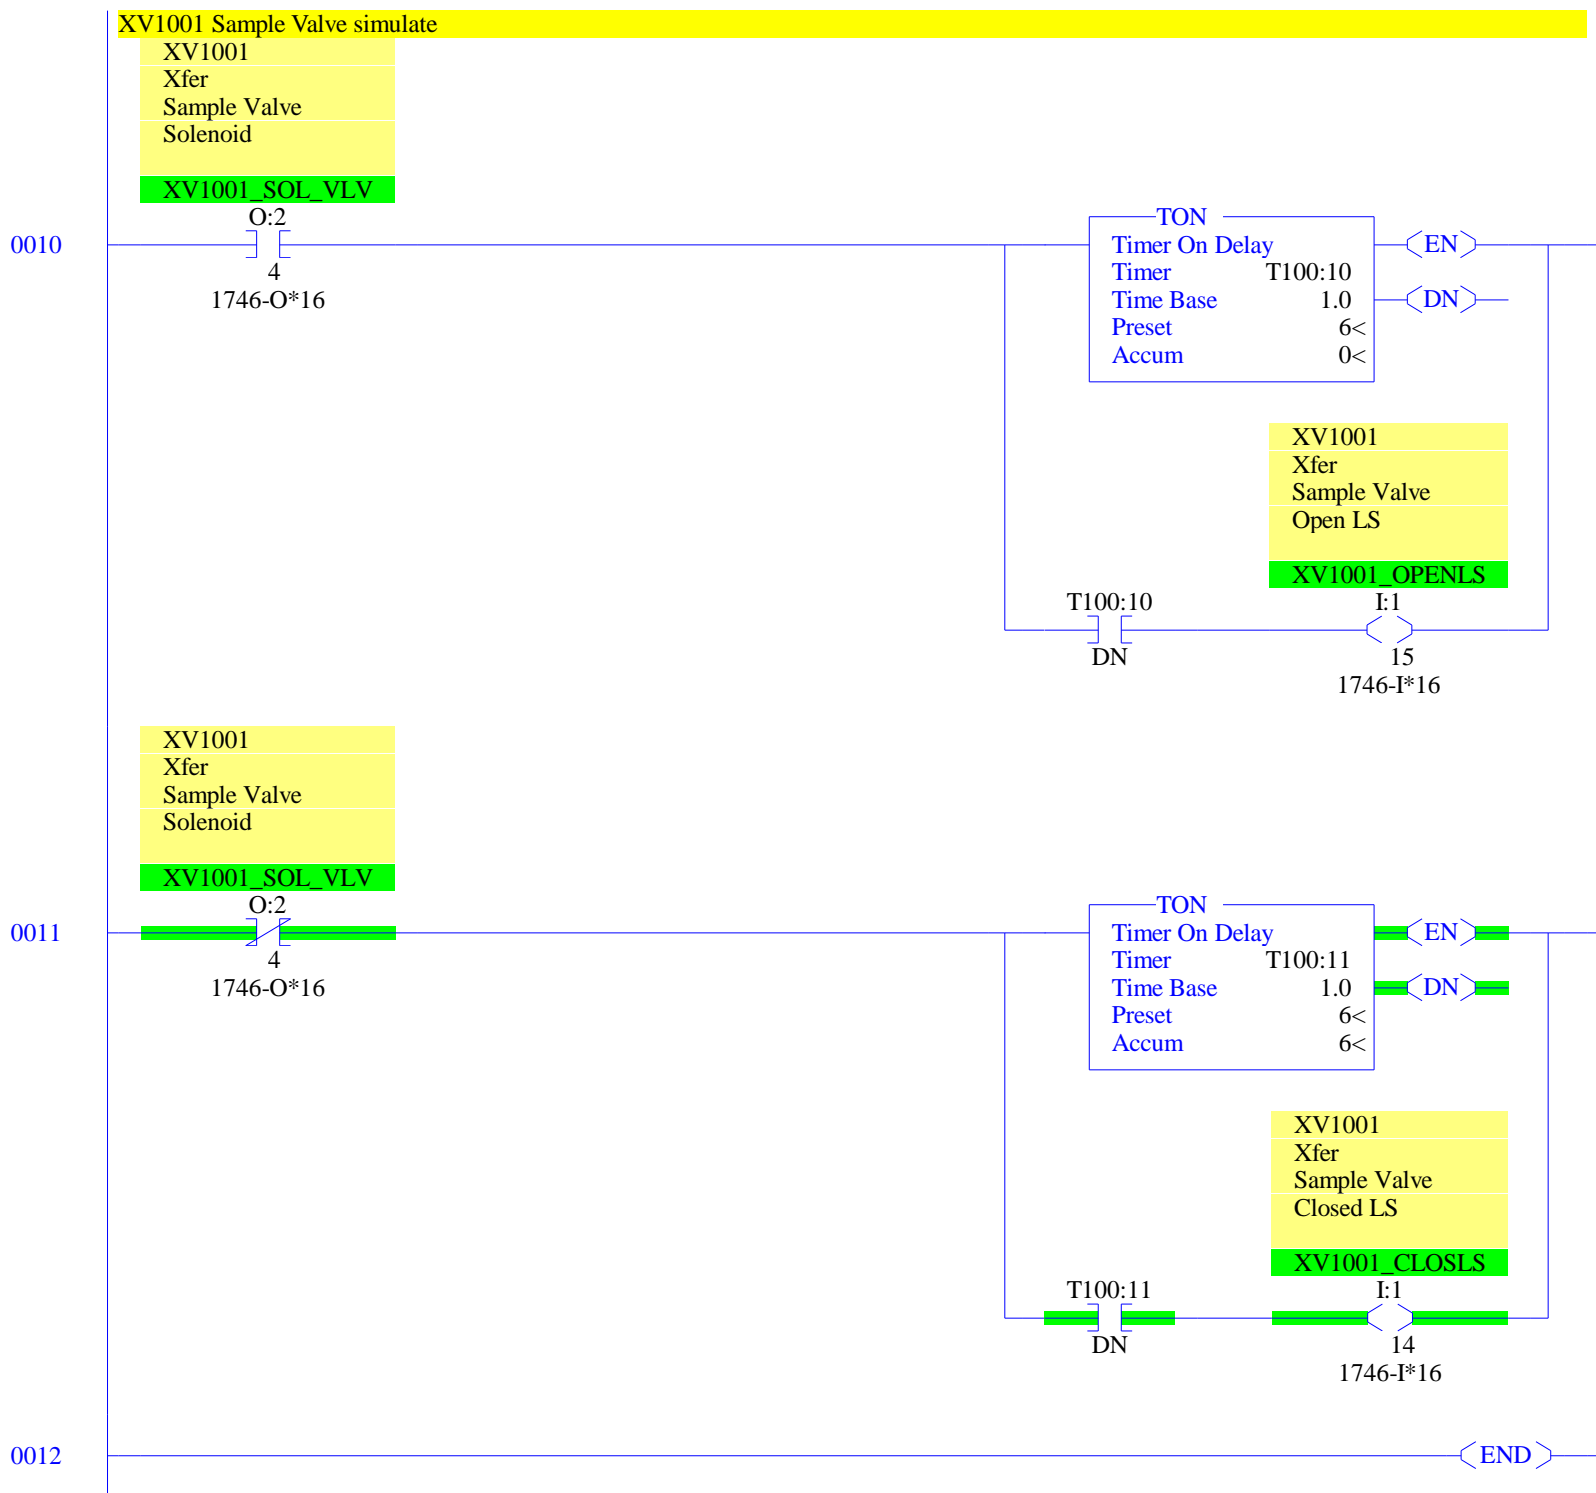 XV1001 Sample Valve simulate
XV1001
Xfer
Sample Valve
Solenoid
XV1001_SOL_VLV
O:2
0010
4
1746-O*16
TON
Timer On Delay
Timer T100:10
Time Base 1.0
Preset 6<
Accum 0<
EN
DN
XV1001
Xfer
Sample Valve
Open LS
XV1001_OPENLS
T100:10
DN
I:1
15
1746-I*16
XV1001
Xfer
Sample Valve
Solenoid
XV1001_SOL_VLV
O:2
0011
4
1746-O*16
TON
Timer On Delay
Timer T100:11
Time Base 1.0
Preset 6<
Accum 6<
EN
DN
XV1001
Xfer
Sample Valve
Closed LS
XV1001_CLOSLS
T100:11
DN
I:1
14
1746-I*16
0012
END